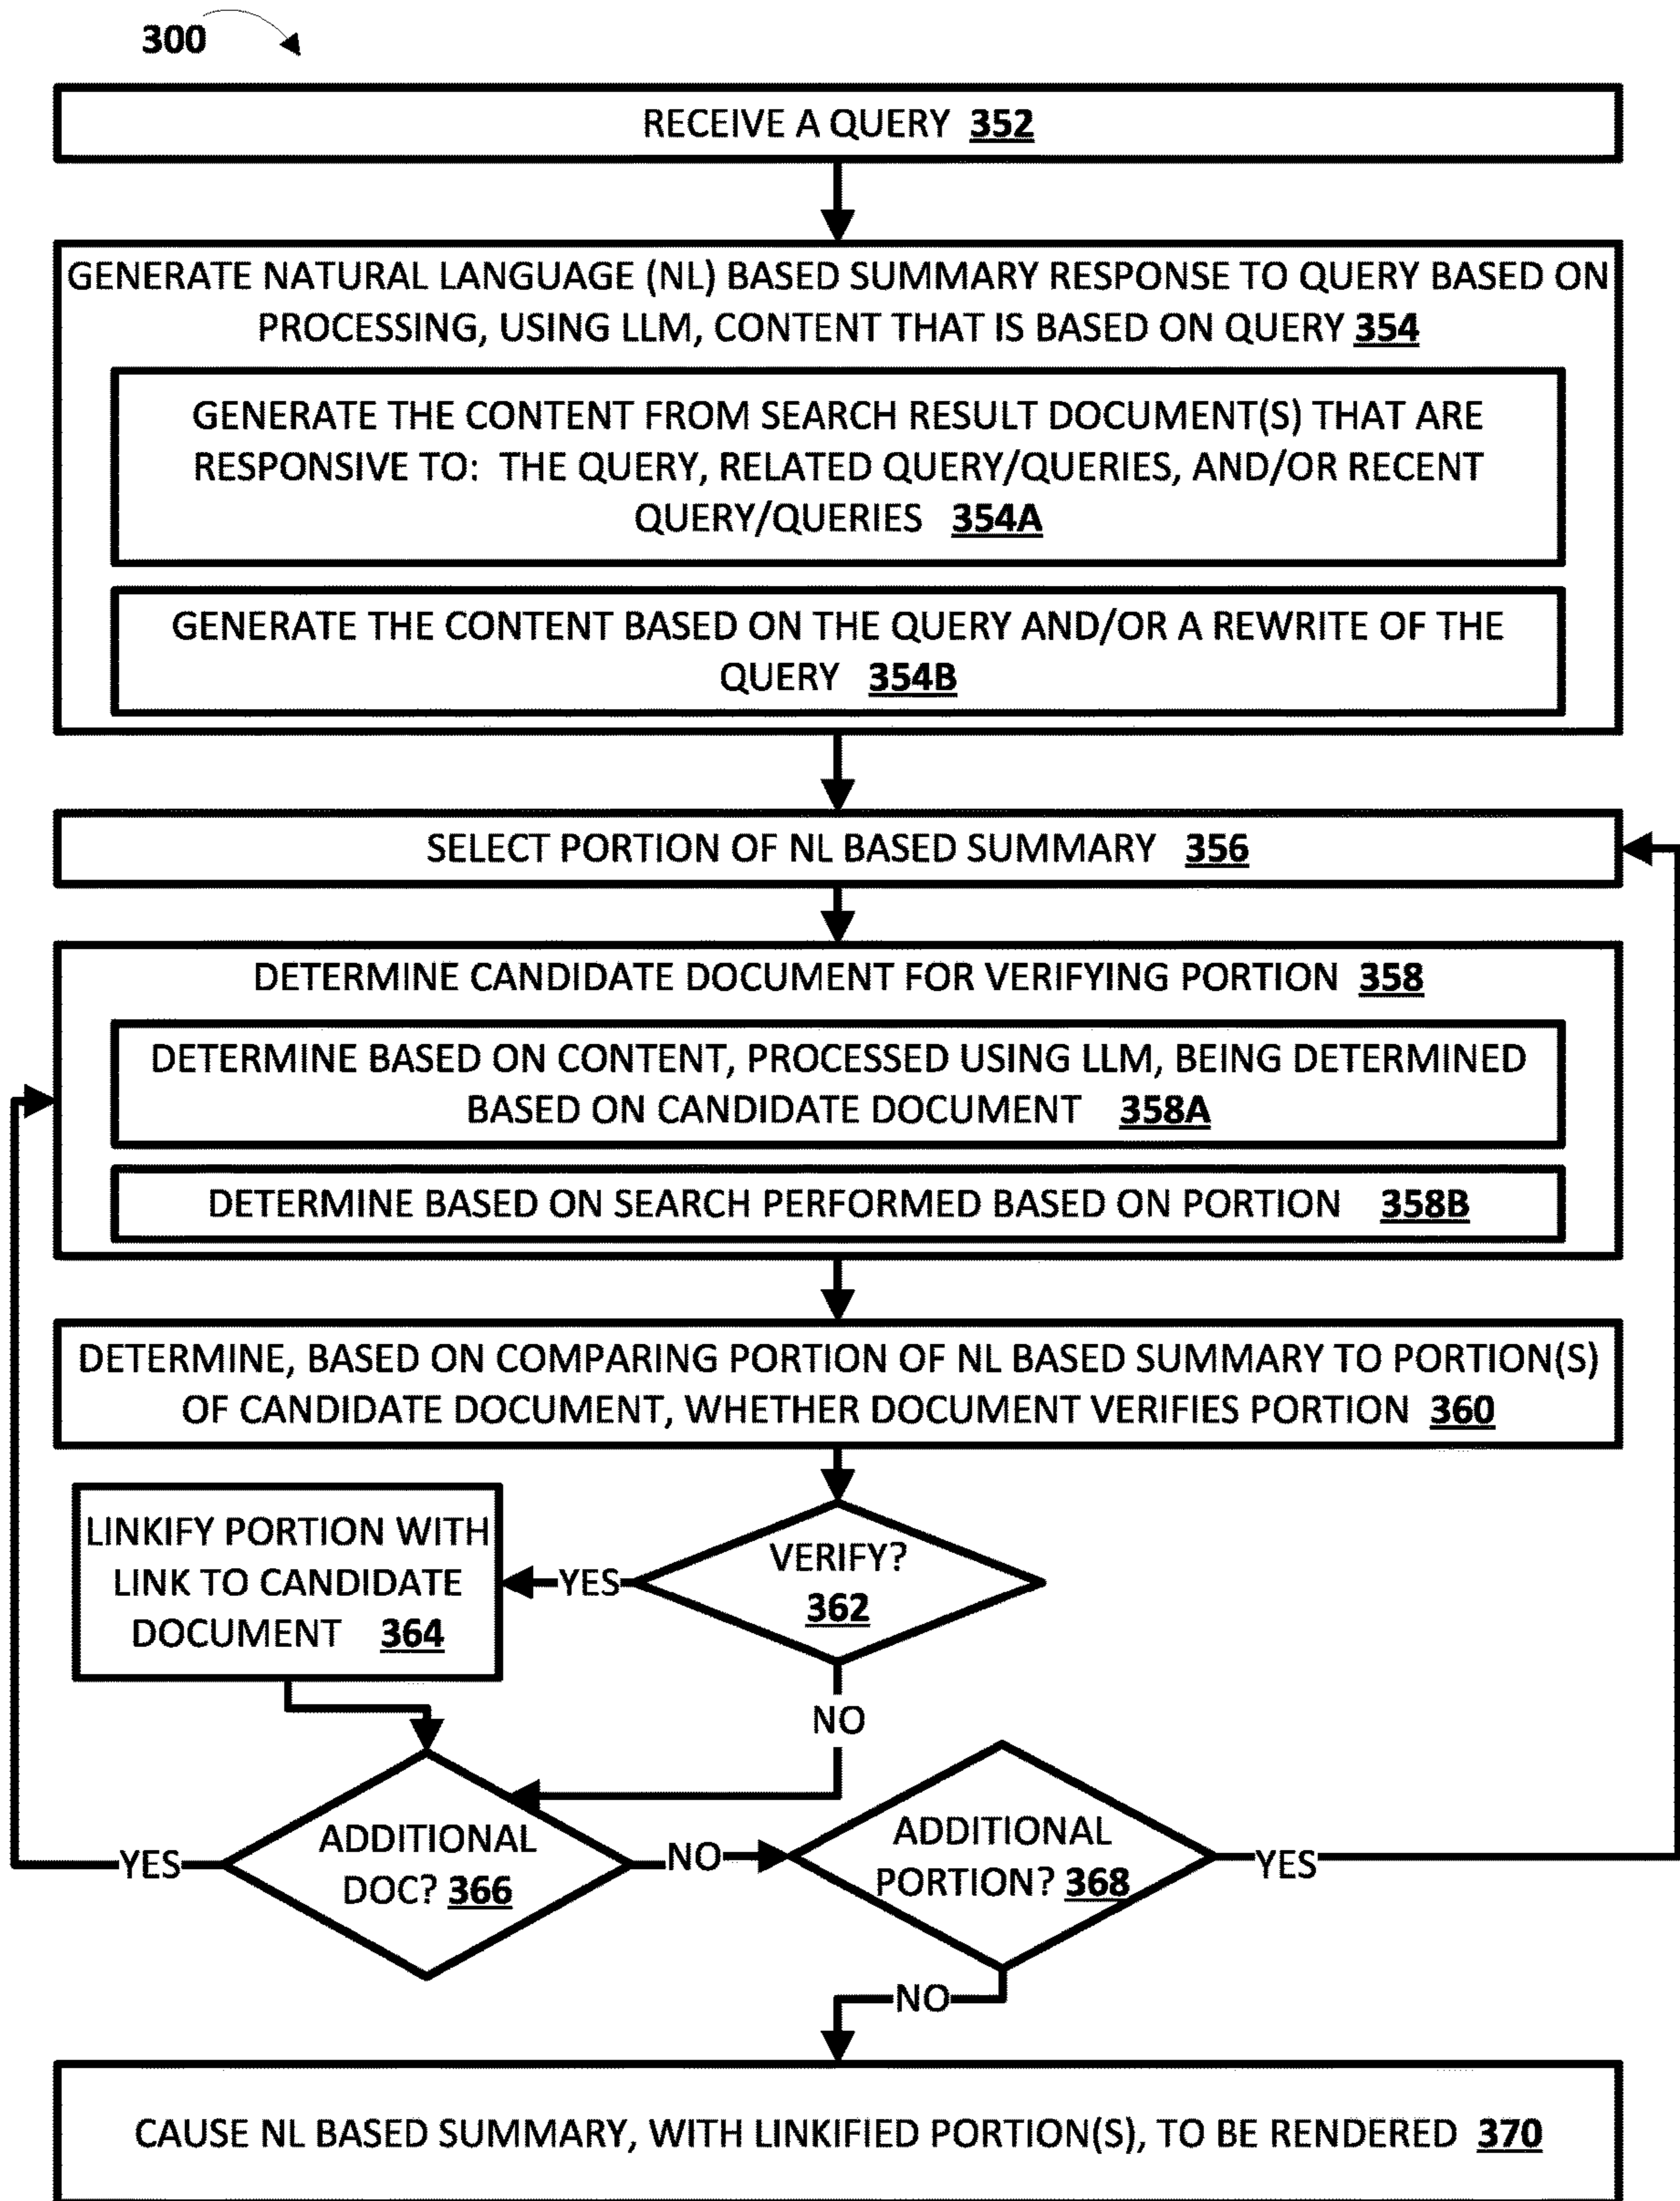 300
RECEIVE A QUERY 352
GENERATE NATURAL LANGUAGE (NL) BASED SUMMARY RESPONSE TO QUERY BASED ON
PROCESSING, USING LLM, CONTENT THAT IS BASED ON QUERY 354
GENERATE THE CONTENT FROM SEARCH RESULT DOCUMENT(S) THAT ARE
RESPONSIVE TO: THE QUERY, RELATED QUERY/QUERIES, AND/OR RECENT
QUERY/QUERIES 354A
GENERATE THE CONTENT BASED ON THE QUERY AND/OR A REWRITE OF THE
QUERY 354B
SELECT PORTION OF NL BASED SUMMARY 356
DETERMINE CANDIDATE DOCUMENT FOR VERIFYING PORTION 358
DETERMINE BASED ON CONTENT, PROCESSED USING LLM, BEING DETERMINED
BASED ON CANDIDATE DOCUMENT 358A
DETERMINE BASED ON SEARCH PERFORMED BASED ON PORTION 358B
DETERMINE, BASED ON COMPARING PORTION OF NL BASED SUMMARY TO PORTION(S)
OF CANDIDATE DOCUMENT, WHETHER DOCUMENT VERIFIES PORTION 360
VERIFY?
362
YES
LINKIFY PORTION WITH
LINK TO CANDIDATE
DOCUMENT 364
NO
ADDITIONAL
DOC? 366
YES
NO
ADDITIONAL
PORTION? 368
YES
NO
CAUSE NL BASED SUMMARY, WITH LINKIFIED PORTION(S), TO BE RENDERED 370